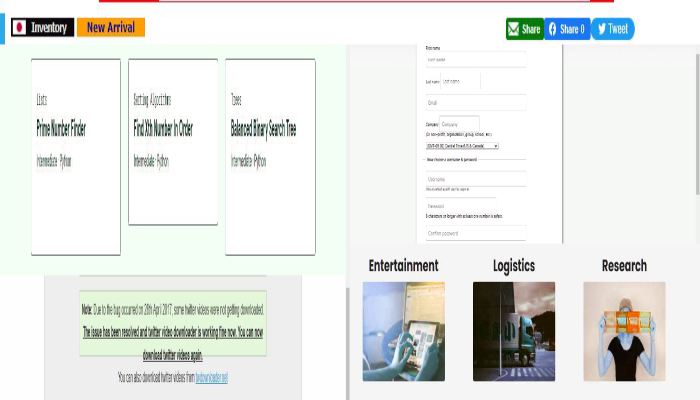 Inventory
New Arrival
Share
Share 0
Tweet
Lists
Prime Number Finder
Intermediate · Python
Sorting Algorithms
Find Xth Number In Order
Intermediate · Python
Trees
Balanced Binary Search Tree
Intermediate · Python
First name
Last name
Email
Company
Company
Username
Password
Confirm password
Entertainment
Logistics
Research
Note: Due to the bug occurred on 28th April 2017, some twitter videos were not getting downloaded.
The issue has been resolved and twitter video downloader is working fine now. You can now
download twitter videos again.
You can also download twitter videos from twdownloader.net